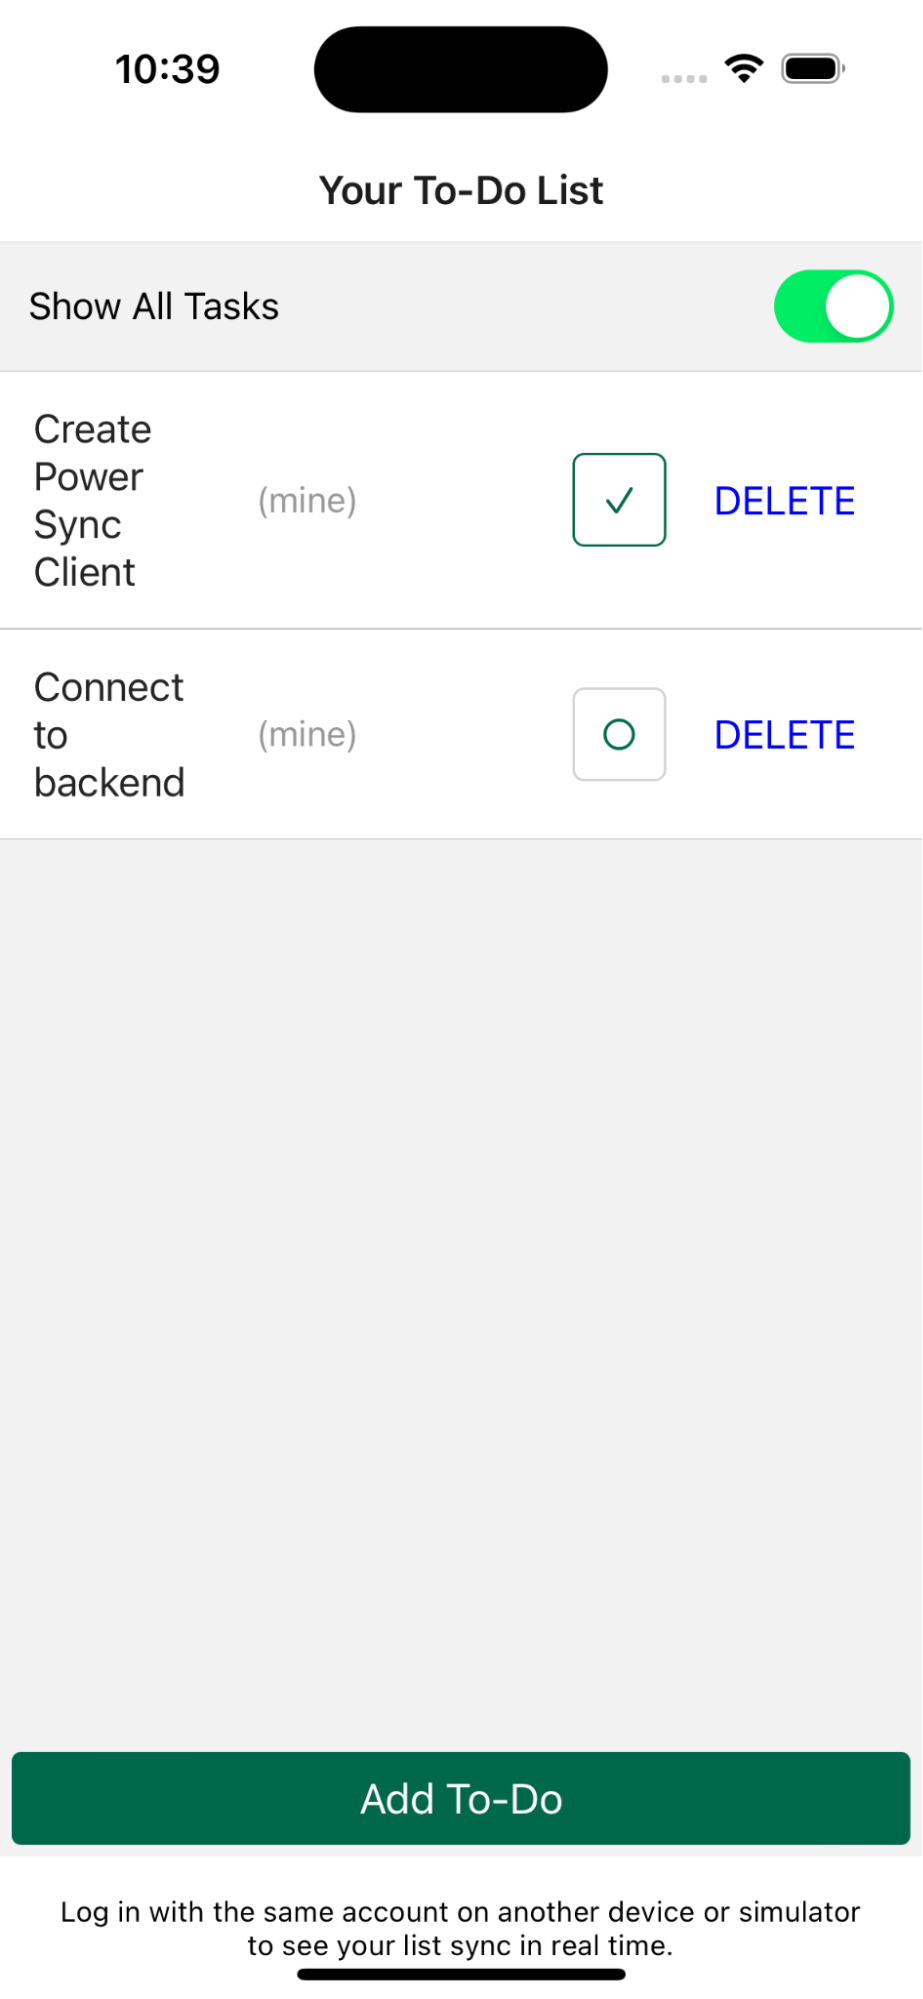 10:39
Your To-Do List
Show All Tasks
Create
Power
Sync
Client
(mine)
DELETE
Connect
to
backend
(mine)
DELETE
Add To-Do
Log in with the same account on another device or simulator
to see your list sync in real time.